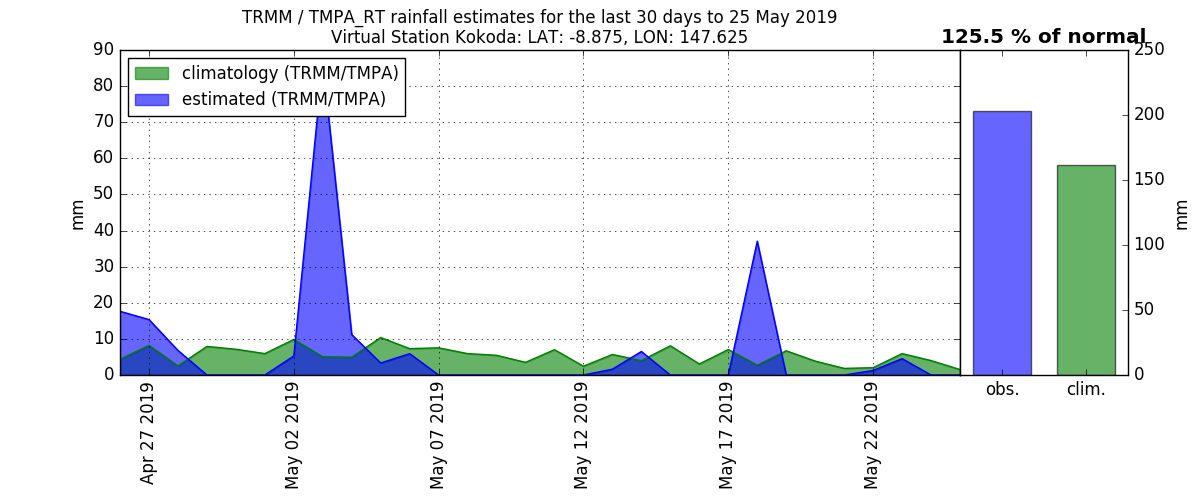 TRMM / TMPA_RT rainfall estimates for the last 30 days to 25 May 2019
Virtual Station Kokoda: LAT: -8.875, LON: 147.625
125.5 % of normal
climatology (TRMM/TMPA)
estimated (TRMM/TMPA)
90
80
70
60
50
40
30
20
10
0
mm
Apr 27 2019
May 02 2019
May 07 2019
May 12 2019
May 17 2019
May 22 2019
250
200
150
100
50
0
mm
obs.
clim.